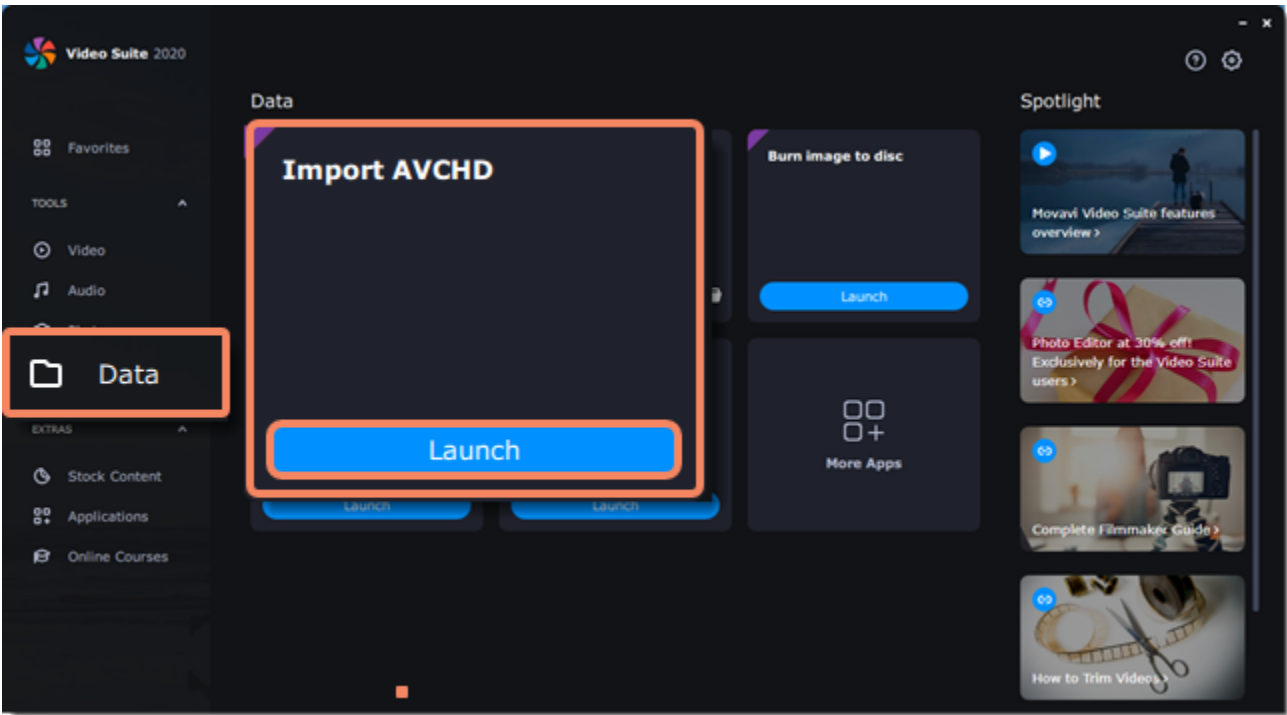 Video Suite 2020
Favorites
TOOLS
Video
Audio
Data
EXTRAS
Stock Content
Applications
Online Courses
Data
Import AVCHD
Launch
Launch
Launch
Burn image to disc
Launch
More Apps
Spotlight
Movavi Video Suite features
overview >
Photo Editor at 30% off!
Exclusively for the Video Suite
users >
Complete Filmmaker Guide >
How to Trim Videos >